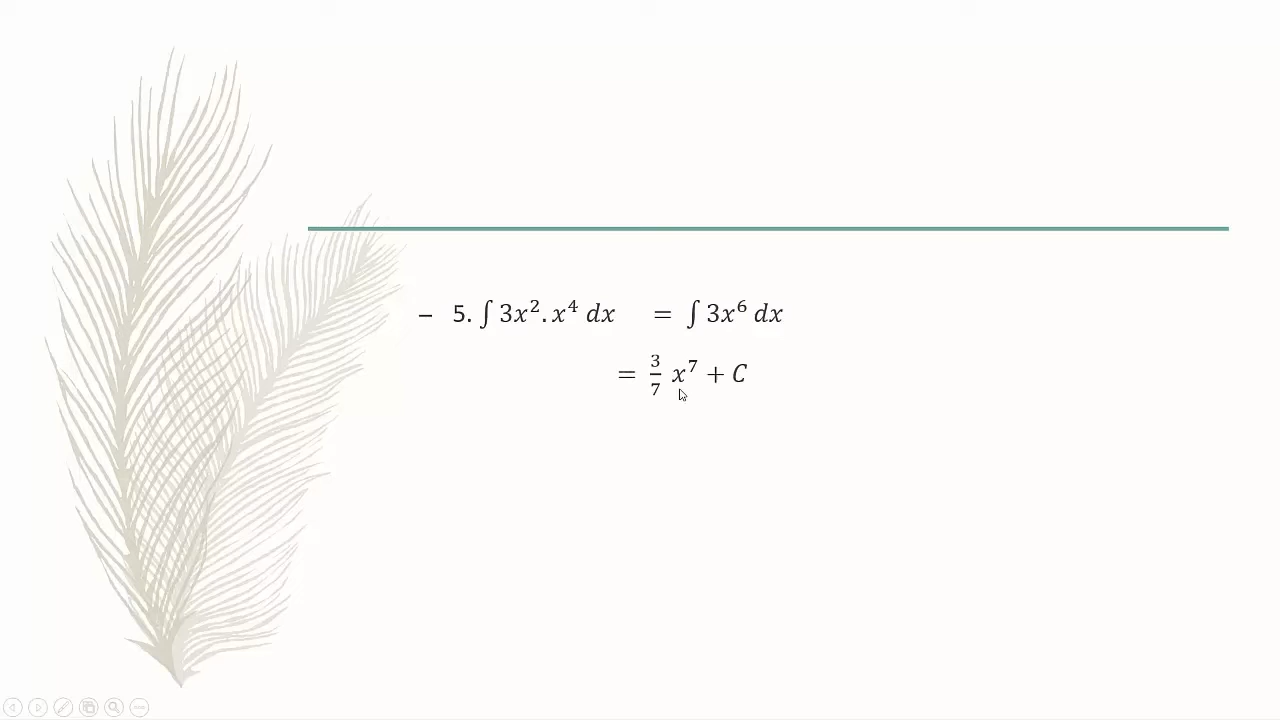 – 5. ∫ 3x². x⁴ dx = ∫ 3x⁶ dx
= 3/7 x⁷ + C